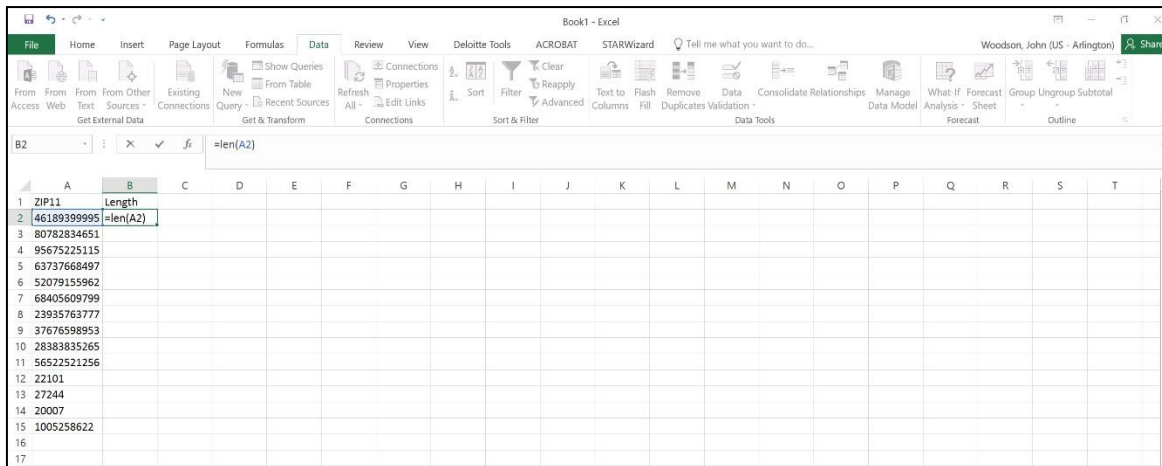 Book1 - Excel
File Home Insert Page Layout Formulas Data Review View Deloitte Tools ACROBAT STARWizard Tell me what you want to do... Woodson, John (US - Arlington) Share
From Access From Web From Text From Other Sources Existing Connections New Query Show Queries From Table Recent Sources Refresh All Connections Properties Edit Links Sort Filter Clear Reapply Advanced Text to Columns Flash Fill Remove Duplicates Data Validation Consolidate Relationships Manage Data Model What-If Analysis Forecast Sheet Group Ungroup Subtotal
Get External Data Get & Transform Connections Sort & Filter Data Tools Forecast Outline
B2 fx =len(A2)
A B C D E F G H I J K L M N O P Q R S T
1 ZIP11 Length
2 46189399995 =len(A2)
3 80782834651
4 95675225115
5 63737668497
6 52079155962
7 68405609799
8 23935763777
9 37676598953
10 28383835265
11 56522521256
12 22101
13 27244
14 20007
15 1005258622
16
17